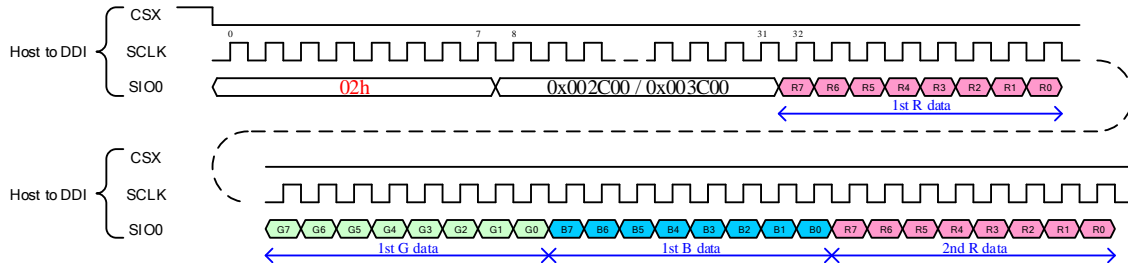 CSX
0 7 8 31 32
Host to DDI SCLK
SIO0 02h 0x002C00 / 0x003C00 R7 R6 R5 R4 R3 R2 R1 R0
1st R data
CSX
Host to DDI SCLK
SIO0 G7 G6 G5 G4 G3 G2 G1 G0 B7 B6 B5 B4 B3 B2 B1 B0 R7 R6 R5 R4 R3 R2 R1 R0
1st G data 1st B data 2nd R data